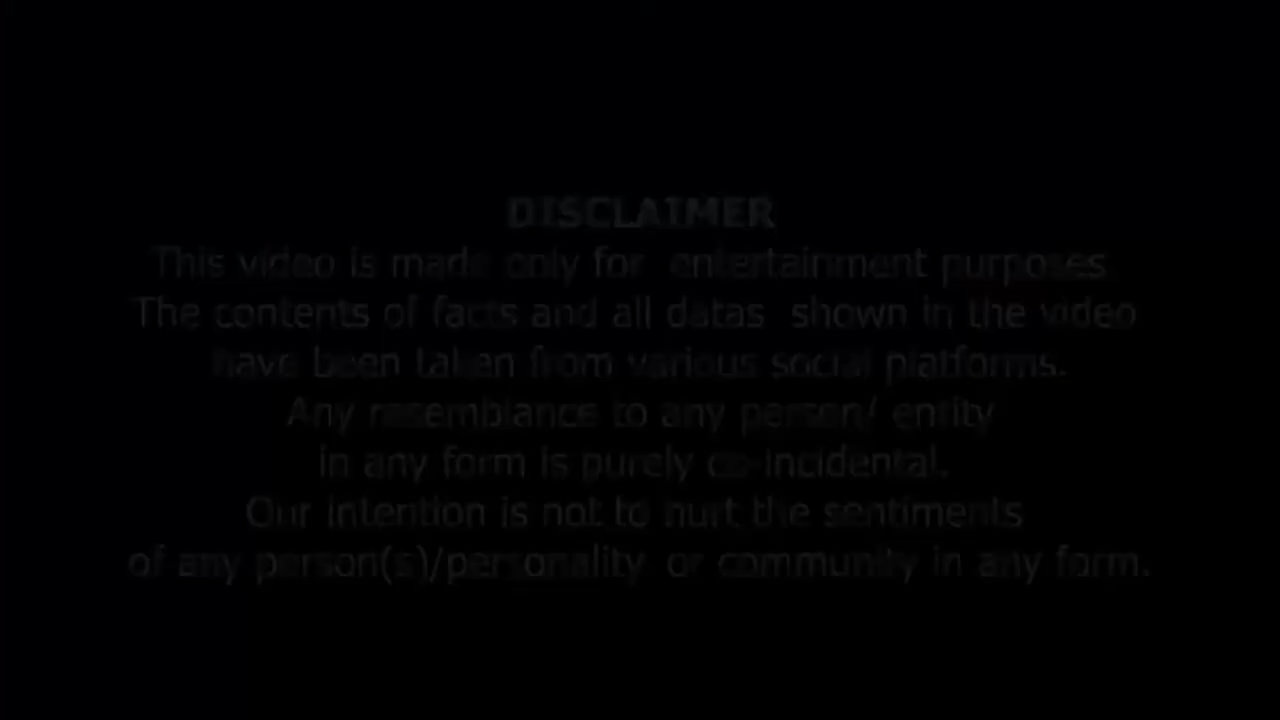 DISCLAIMER
This video is made only for entertainment purposes.
The contents of facts and all datas shown in the video
have been taken from various social platforms.
Any resemblance to any person/ entity
in any form is purely co-incidental.
Our intention is not to hurt the sentiments
of any person(s)/personality or community in any form.